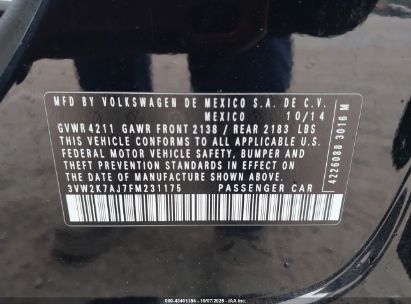 MFD BY VOLKSWAGEN DE MEXICO S.A. DE C.V.
MEXICO 10/14
GVWR 4211 GAWR FRONT 2138 / REAR 2183 LBS
THIS VEHICLE CONFORMS TO ALL APPLICABLE
FEDERAL MOTOR VEHICLE SAFETY, BUMPER AND
THEFT PREVENTION STANDARDS IN EFFECT ON
THE DATE OF MANUFACTURE SHOWN ABOVE.
3VW2K7AJ7FM231175 PASSENGER CAR
4226088 3016 M